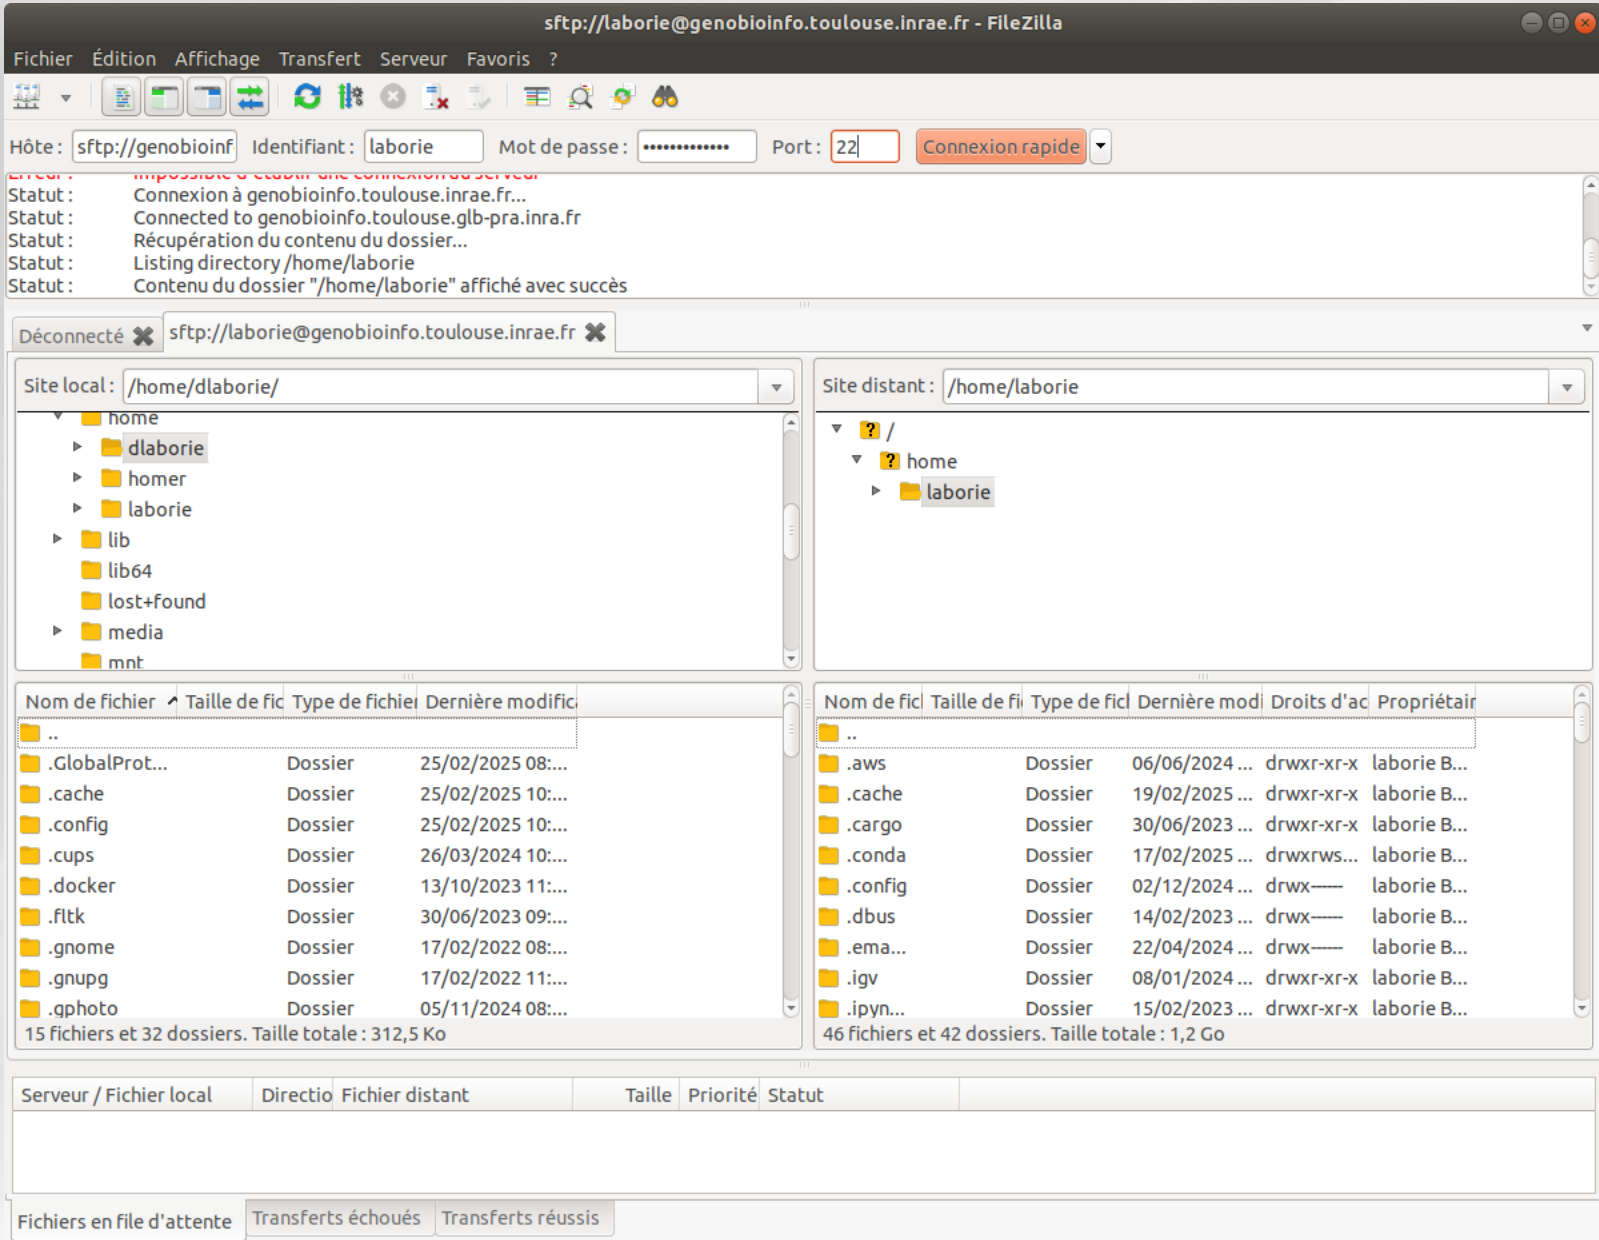 sftp://laborie@genobioinfo.toulouse.inrae.fr - FileZilla
Fichier Édition Affichage Transfert Serveur Favoris ?
Hôte : sftp://genobioinf Identifiant : laborie Mot de passe : ••••••••••••• Port : 22 Connexion rapide
Erreur : Impossible d'établir une connexion au serveur
Statut : Connexion à genobioinfo.toulouse.inrae.fr...
Statut : Connected to genobioinfo.toulouse.glb-pra.inra.fr
Statut : Récupération du contenu du dossier...
Statut : Listing directory /home/laborie
Statut : Contenu du dossier "/home/laborie" affiché avec succès
Déconnecté sftp://laborie@genobioinfo.toulouse.inrae.fr
Site local : /home/dlaborie/
home
dlaborie
homer
laborie
lib
lib64
lost+found
media
mnt
Site distant : /home/laborie
? /
? home
laborie
Nom de fichier Taille de fic Type de fichier Dernière modifica
..
.GlobalProt... Dossier 25/02/2025 08:...
.cache Dossier 25/02/2025 10:...
.config Dossier 25/02/2025 10:...
.cups Dossier 26/03/2024 10:...
.docker Dossier 13/10/2023 11:...
.fltk Dossier 30/06/2023 09:...
.gnome Dossier 17/02/2022 08:...
.gnupg Dossier 17/02/2022 11:...
.gphoto Dossier 05/11/2024 08:...
15 fichiers et 32 dossiers. Taille totale : 312,5 Ko
Nom de fic Taille de fi Type de fich Dernière modi Droits d'ac Propriétair
..
.aws Dossier 06/06/2024 ... drwxr-xr-x laborie B...
.cache Dossier 19/02/2025 ... drwxr-xr-x laborie B...
.cargo Dossier 30/06/2023 ... drwxr-xr-x laborie B...
.conda Dossier 17/02/2025 ... drwxrws... laborie B...
.config Dossier 02/12/2024 ... drwx------ laborie B...
.dbus Dossier 14/02/2023 ... drwx------ laborie B...
.ema... Dossier 22/04/2024 ... drwx------ laborie B...
.igv Dossier 08/01/2024 ... drwxr-xr-x laborie B...
.ipyn... Dossier 15/02/2023 ... drwxr-xr-x laborie B...
46 fichiers et 42 dossiers. Taille totale : 1,2 Go
Serveur / Fichier local Directio Fichier distant Taille Priorité Statut
Fichiers en file d'attente Transferts échoués Transferts réussis